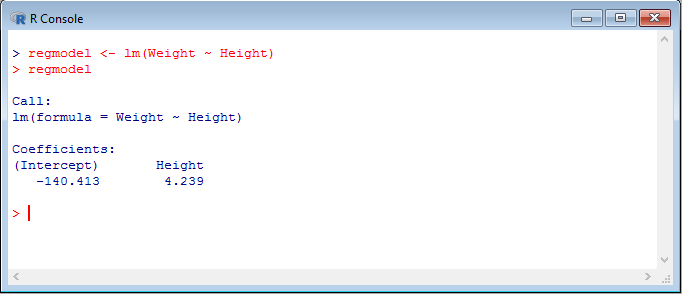 R Console
> regmodel <- lm(Weight ~ Height)
> regmodel
Call:
lm(formula = Weight ~ Height)
Coefficients:
(Intercept)       Height
   -140.413        4.239
>